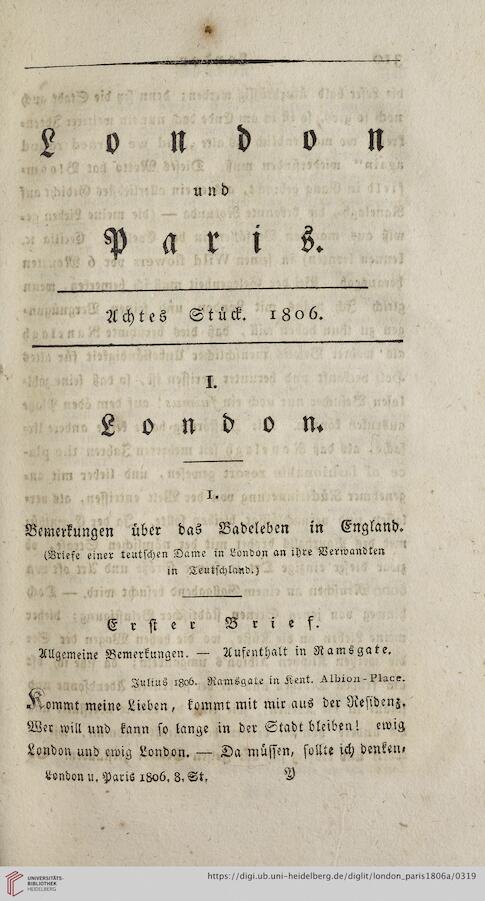 London
und
Paris.
Achtes Stück. 1806.
I.
London.
1.
Bemerkungen über das Badeleben in England.
(Briefe einer teutschen Dame in London an ihre Verwandten
in Teutschland.)
Erster Brief.
Allgemeine Bemerkungen. — Aufenthalt in Ramsgate.
Julius 1806. Ramsgate in Kent. Albion-Place.
Kommt meine Lieben, kommt mit mir aus der Residenz.
Wer will und kann so lange in der Stadt bleiben! ewig
London und ewig London. — Da müssen, sollte ich denken,
London u. Paris 1806. 8. St. Y
UNIVERSITÄTS-
BIBLIOTHEK
HEIDELBERG
https://digi.ub.uni-heidelberg.de/diglit/london_paris1806a/0319